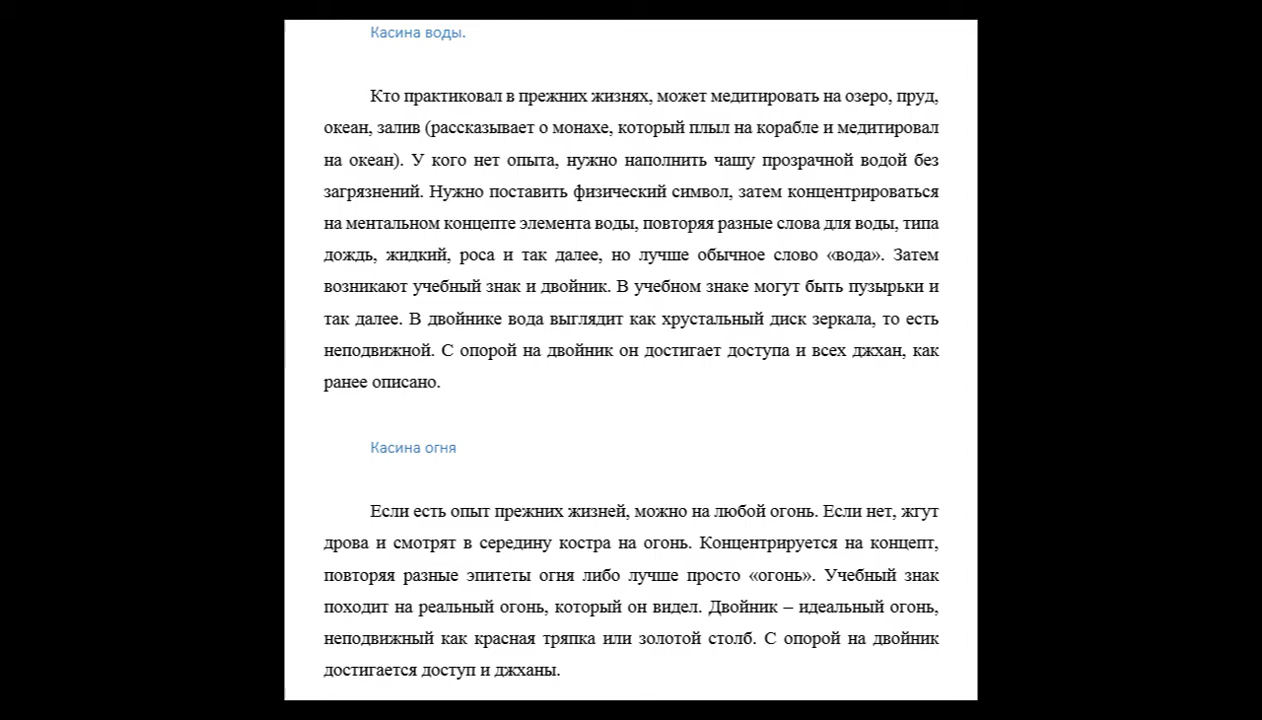 Касина воды.
Кто практиковал в прежних жизнях, может медитировать на озеро, пруд,
океан, залив (рассказывает о монахе, который плыл на корабле и медитировал
на океан). У кого нет опыта, нужно наполнить чашу прозрачной водой без
загрязнений. Нужно поставить физический символ, затем концентрироваться
на ментальном концепте элемента воды, повторяя разные слова для воды, типа
дождь, жидкий, роса и так далее, но лучше обычное слово «вода». Затем
возникают учебный знак и двойник. В учебном знаке могут быть пузырьки и
так далее. В двойнике вода выглядит как хрустальный диск зеркала, то есть
неподвижной. С опорой на двойник он достигает доступа и всех джхан, как
ранее описано.
Касина огня
Если есть опыт прежних жизней, можно на любой огонь. Если нет, жгут
дрова и смотрят в середину костра на огонь. Концентрируется на концепт,
повторяя разные эпитеты огня либо лучше просто «огонь». Учебный знак
походит на реальный огонь, который он видел. Двойник – идеальный огонь,
неподвижный как красная тряпка или золотой столб. С опорой на двойник
достигается доступ и джханы.